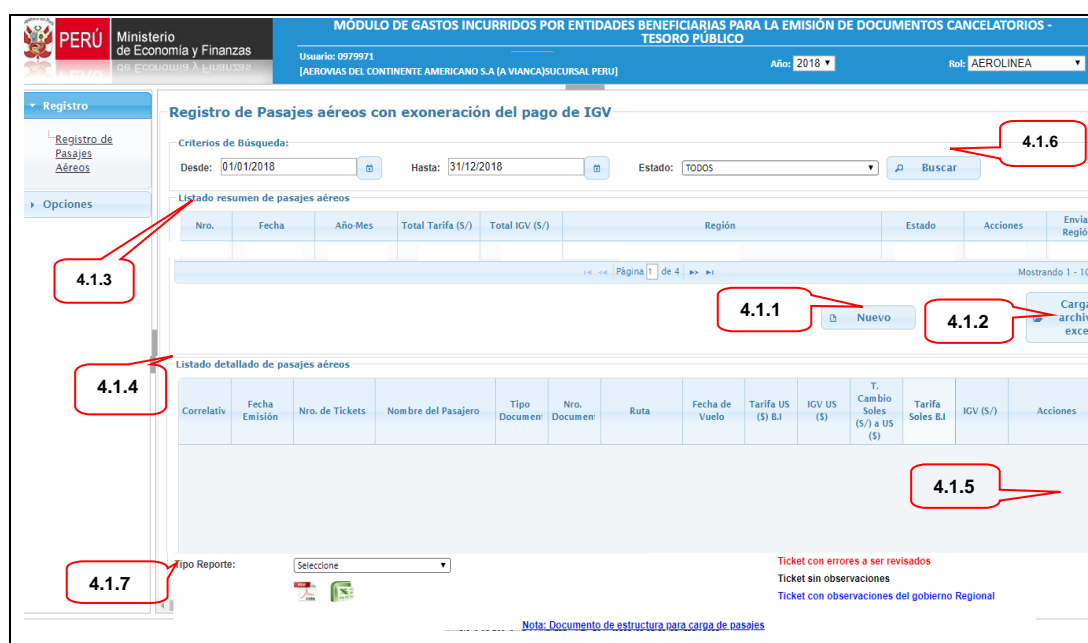 PERÚ
Ministerio
de Economía y Finanzas
MÓDULO DE GASTOS INCURRIDOS POR ENTIDADES BENEFICIARIAS PARA LA EMISIÓN DE DOCUMENTOS CANCELATORIOS -
TESORO PÚBLICO
Usuario: 0979971
[AEROVIAS DEL CONTINENTE AMERICANO S.A (A VIANCA)SUCURSAL PERU]
Año: 2018
Rol: AEROLINEA
Registro
Registro de
Pasajes
Aéreos
Opciones
Registro de Pasajes aéreos con exoneración del pago de IGV
Criterios de Búsqueda:
Desde: 01/01/2018 Hasta: 31/12/2018 Estado: TODOS Buscar
4.1.6
Listado resumen de pasajes aéreos
Nro. Fecha Año-Mes Total Tarifa (S/) Total IGV (S/) Región Estado Acciones Envia Regió
4.1.3
Página 1 de 4
Mostrando 1 - 10
4.1.1
Nuevo
4.1.2
Carga
archiv
exce
4.1.4
Listado detallado de pasajes aéreos
Correlativ Fecha Emisión Nro. de Tickets Nombre del Pasajero Tipo Documen Nro. Documen Ruta Fecha de Vuelo Tarifa US ($) B.I IGV US ($) T. Cambio Soles (S/) a US ($) Tarifa Soles B.I IGV (S/) Acciones
4.1.5
Tipo Reporte: Seleccione
4.1.7
Ticket con errores a ser revisados
Ticket sin observaciones
Ticket con observaciones del gobierno Regional
Nota: Documento de estructura para carga de pasajes